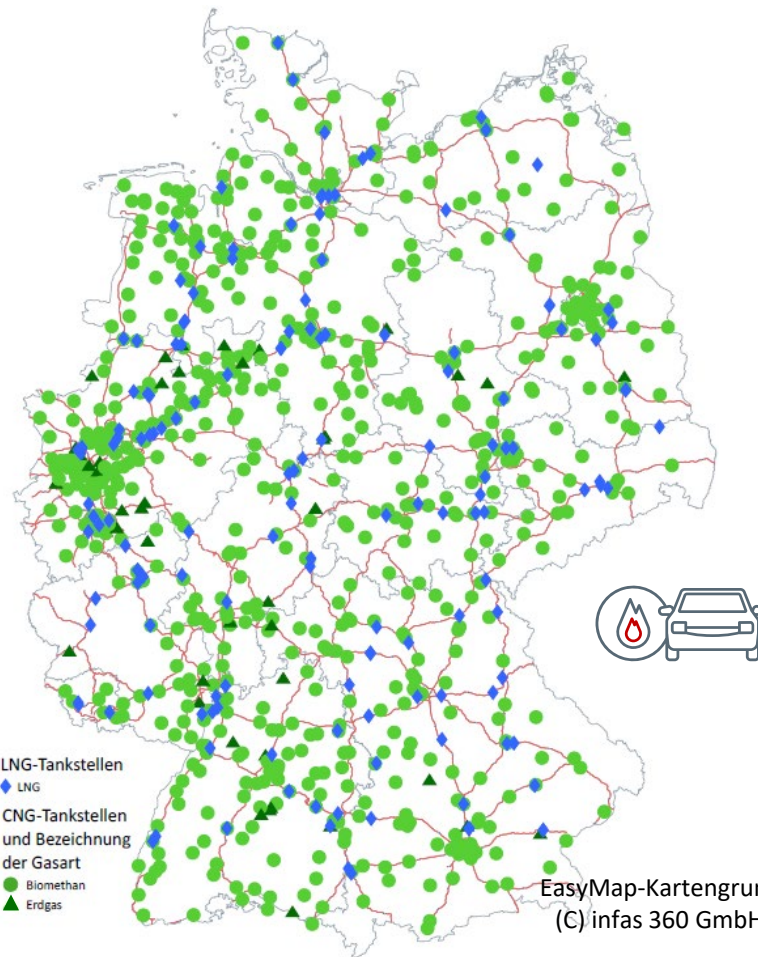 LNG-Tankstellen
LNG
CNG-Tankstellen
und Bezeichnung
der Gasart
Biomethan
Erdgas
EasyMap-Kartengrun
(C) infas 360 GmbH